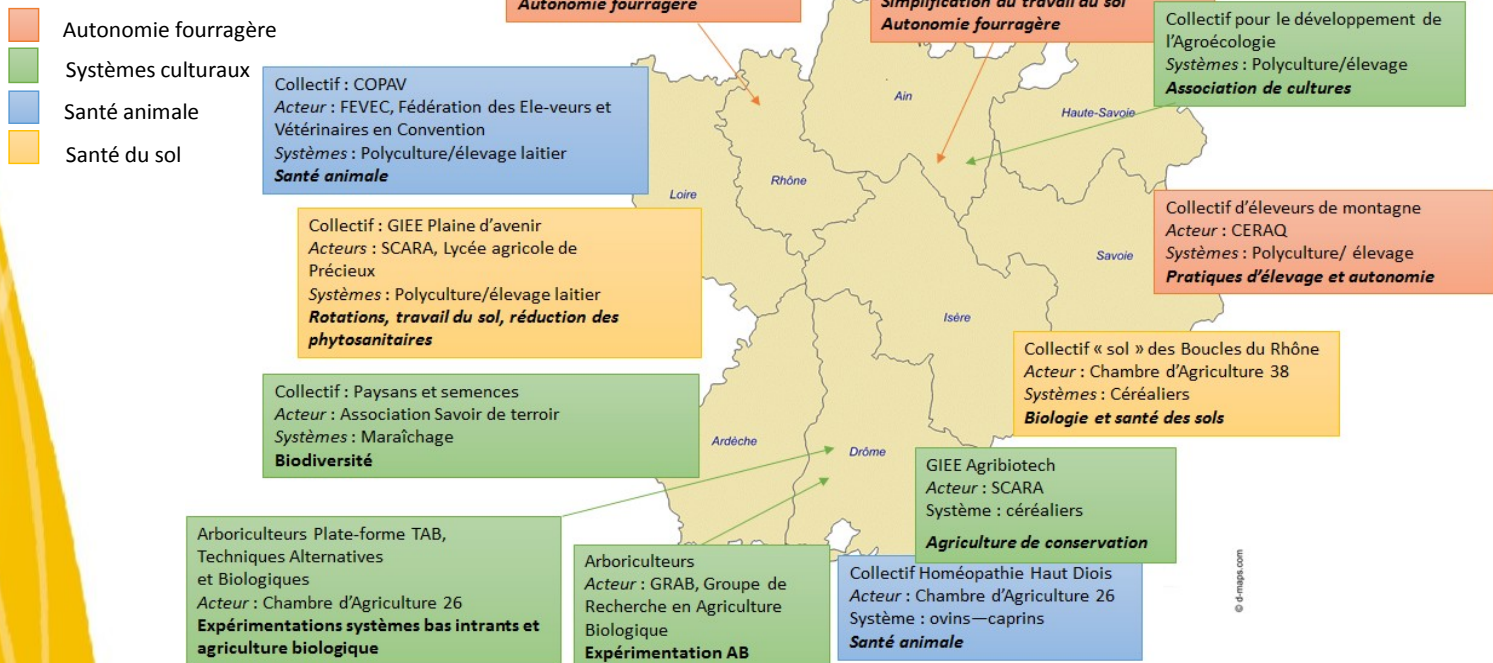 Autonomie fourragère
Systèmes culturaux
Santé animale
Santé du sol
Autonomie fourragère
Simplification du travail du sol
Autonomie fourragère
Collectif pour le développement de
l'Agroécologie
Systèmes : Polyculture/élevage
Association de cultures
Collectif : COPAV
Acteur : FEVEC, Fédération des Ele-veurs et
Vétérinaires en Convention
Systèmes : Polyculture/élevage laitier
Santé animale
Ain
Haute-Savoie
Loire
Rhône
Collectif : GIEE Plaine d'avenir
Acteurs : SCARA, Lycée agricole de
Précieux
Systèmes : Polyculture/élevage laitier
Rotations, travail du sol, réduction des
phytosanitaires
Collectif d'éleveurs de montagne
Acteur : CERAQ
Systèmes : Polyculture/ élevage
Pratiques d'élevage et autonomie
Savoie
Isère
Collectif « sol » des Boucles du Rhône
Acteur : Chambre d'Agriculture 38
Systèmes : Céréaliers
Biologie et santé des sols
Collectif : Paysans et semences
Acteur : Association Savoir de terroir
Systèmes : Maraîchage
Biodiversité
Ardèche
Drôme
GIEE Agribiotech
Acteur : SCARA
Système : céréaliers
Agriculture de conservation
Arboriculteurs Plate-forme TAB,
Techniques Alternatives
et Biologiques
Acteur : Chambre d'Agriculture 26
Expérimentations systèmes bas intrants et
agriculture biologique
Arboriculteurs
Acteur : GRAB, Groupe de
Recherche en Agriculture
Biologique
Expérimentation AB
Collectif Homéopathie Haut Diois
Acteur : Chambre d'Agriculture 26
Système : ovins—caprins
Santé animale
© d-maps.com